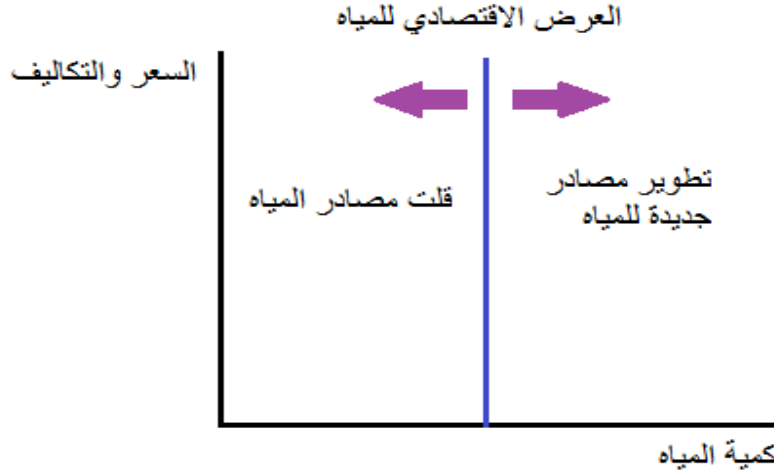 العرض الاقتصادي للمياه
السعر والتكاليف
تطوير مصادر
جديدة للمياه
قلت مصادر المياه
كمية المياه